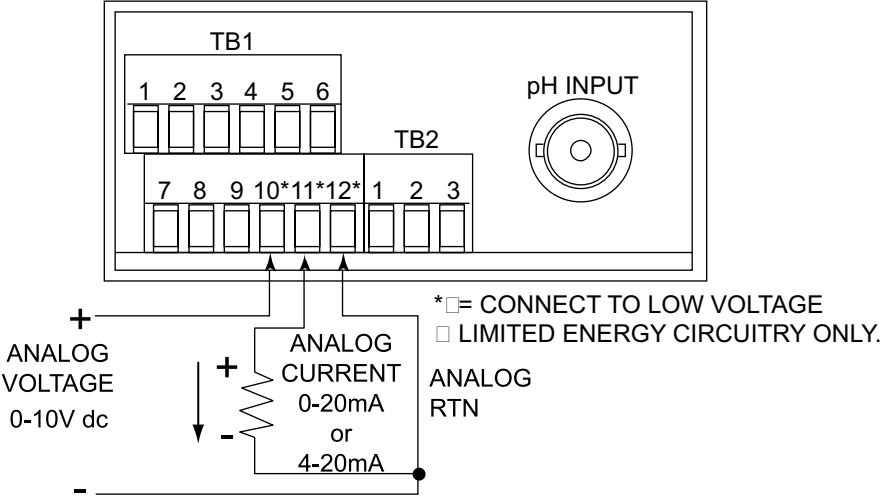 TB1
1 2 3 4 5 6
pH INPUT
TB2
7 8 9 10* 11* 12* 1 2 3
* □= CONNECT TO LOW VOLTAGE
□ LIMITED ENERGY CIRCUITRY ONLY.
+
ANALOG
VOLTAGE
0-10V dc
-
+
-
ANALOG
CURRENT
0-20mA
or
4-20mA
ANALOG
RTN